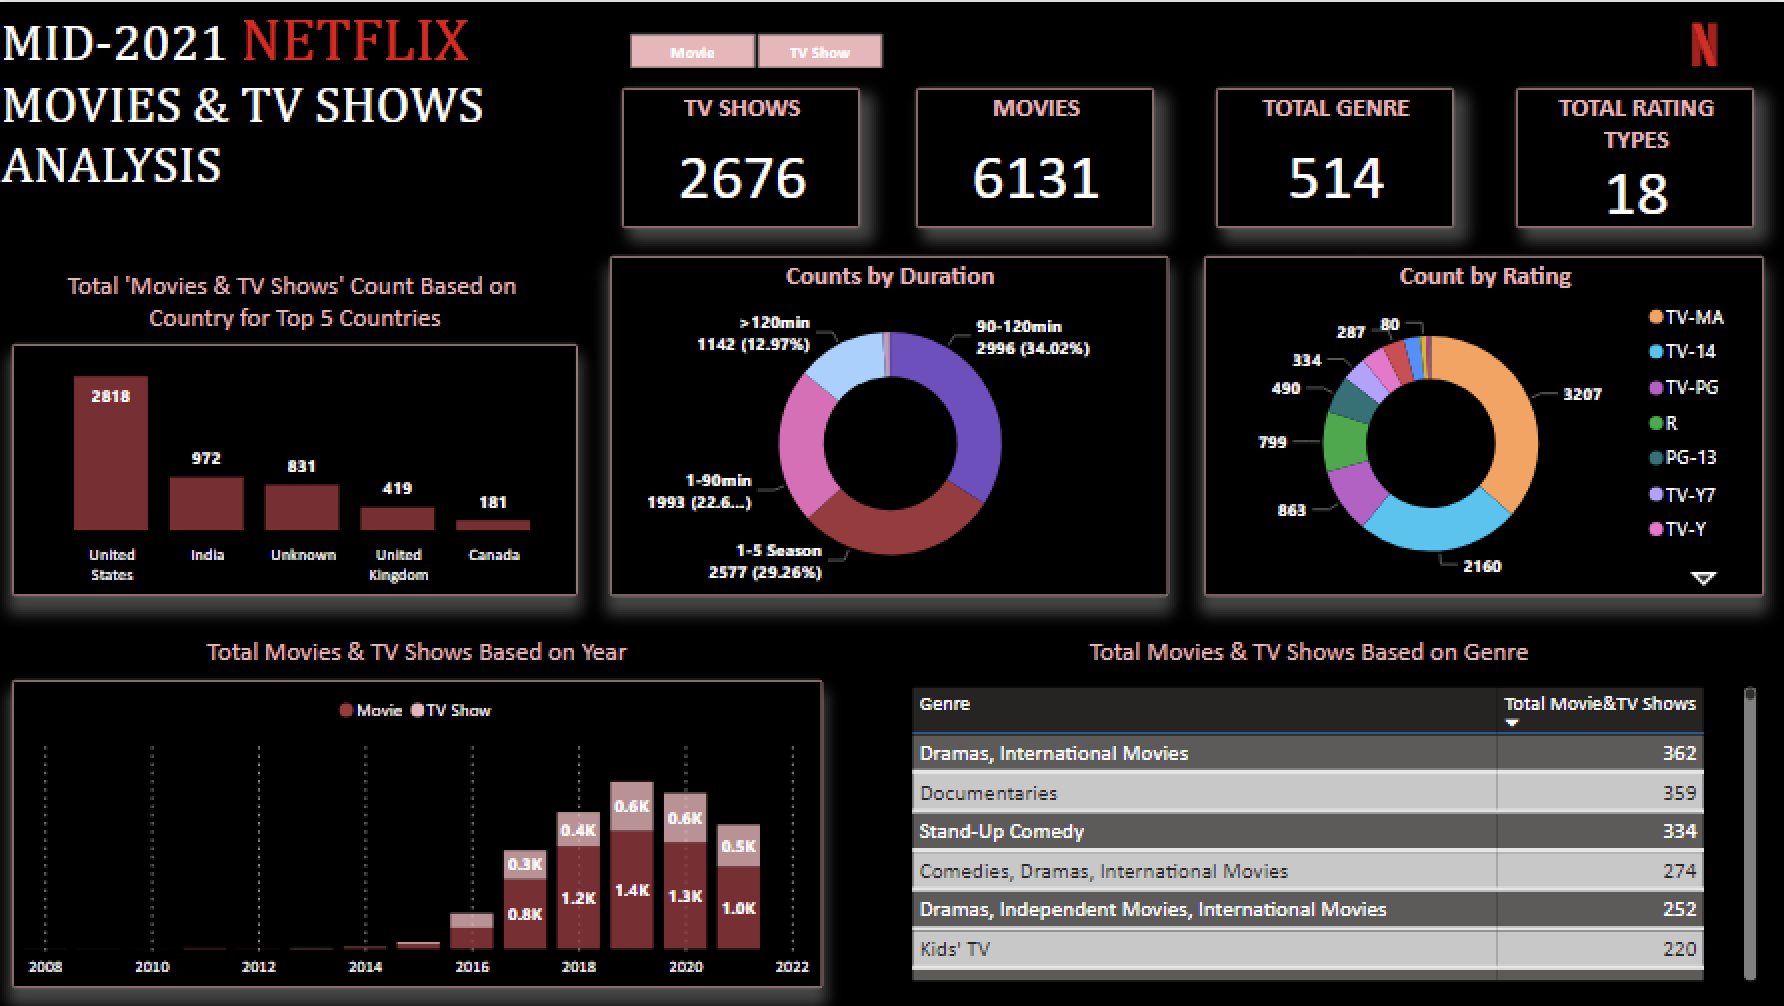 MID-2021 NETFLIX
MOVIES & TV SHOWS
ANALYSIS
Movie
TV Show
N
TV SHOWS
2676
MOVIES
6131
TOTAL GENRE
514
TOTAL RATING
TYPES
18
Total 'Movies & TV Shows' Count Based on
Country for Top 5 Countries
2818
972
831
419
181
United
States
India
Unknown
United
Kingdom
Canada
Counts by Duration
>120min
1142 (12.97%)
90-120min
2996 (34.02%)
1-90min
1993 (22.6...)
1-5 Season
2577 (29.26%)
Count by Rating
287
80
334
490
799
863
3207
2160
TV-MA
TV-14
TV-PG
R
PG-13
TV-Y7
TV-Y
Total Movies & TV Shows Based on Year
Movie
TV Show
0.3K
0.8K
0.4K
1.2K
0.6K
1.4K
0.6K
1.3K
0.5K
1.0K
2008
2010
2012
2014
2016
2018
2020
2022
Total Movies & TV Shows Based on Genre
Genre
Total Movie&TV Shows
Dramas, International Movies 362
Documentaries 359
Stand-Up Comedy 334
Comedies, Dramas, International Movies 274
Dramas, Independent Movies, International Movies 252
Kids' TV 220